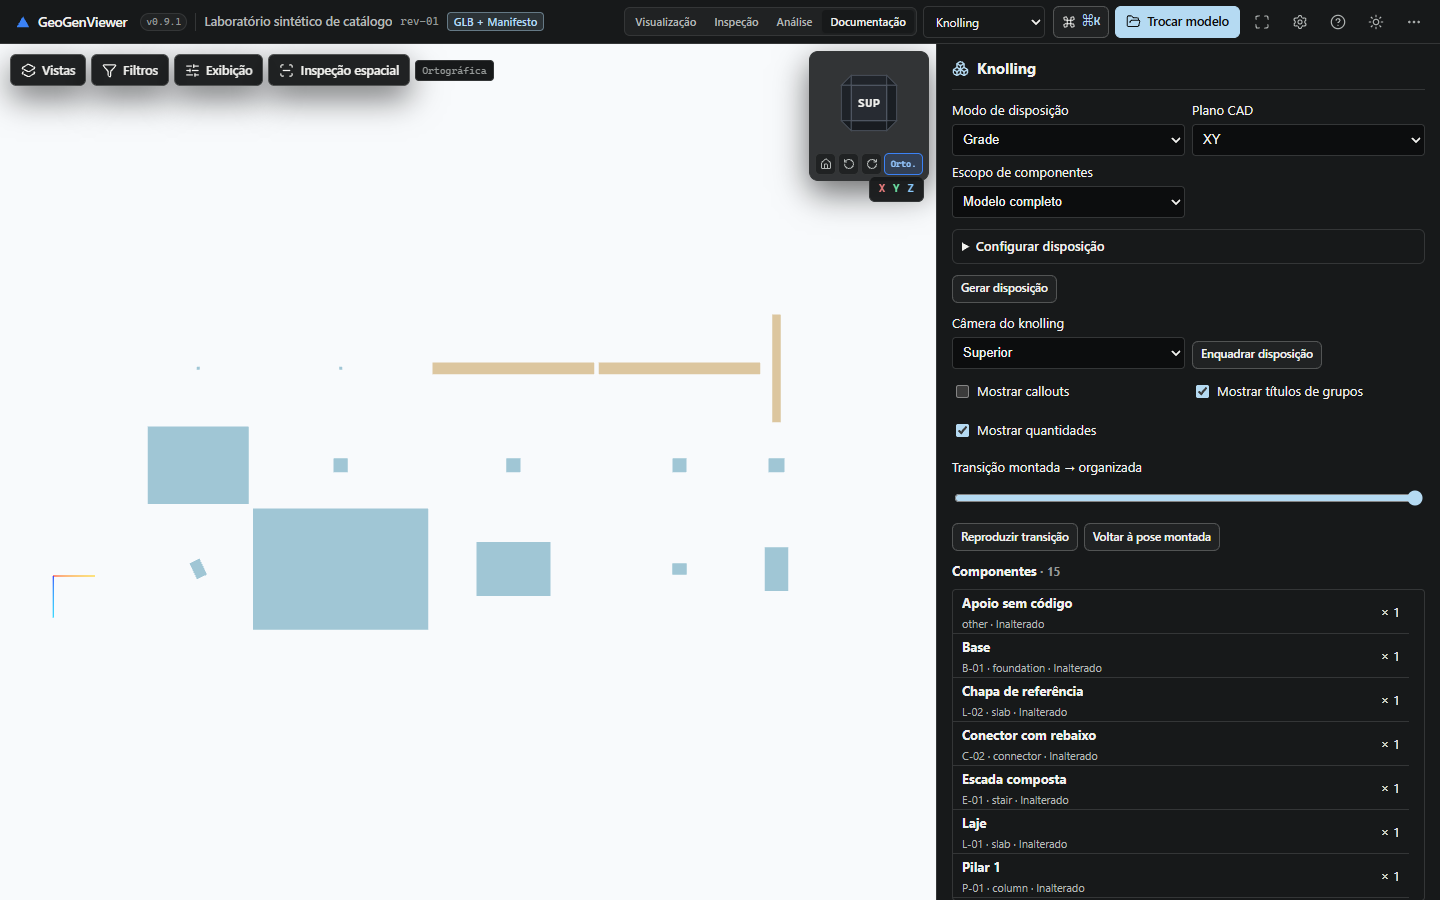 GeoGenViewer v0.9.1 Laboratório sintético de catálogo rev-01 GLB + Manifesto Visualização Inspeção Análise Documentação Knolling ⌘ ⌘K Trocar modelo
Vistas Filtros Exibição Inspeção espacial Ortográfica
SUP
Orto.
X Y Z
Knolling
Modo de disposição Plano CAD
Grade XY
Escopo de componentes
Modelo completo
Configurar disposição
Gerar disposição
Câmera do knolling
Superior Enquadrar disposição
Mostrar callouts Mostrar títulos de grupos
Mostrar quantidades
Transição montada → organizada
Reproduzir transição Voltar à pose montada
Componentes · 15
Apoio sem código × 1
other · Inalterado
Base × 1
B-01 · foundation · Inalterado
Chapa de referência × 1
L-02 · slab · Inalterado
Conector com rebaixo × 1
C-02 · connector · Inalterado
Escada composta × 1
E-01 · stair · Inalterado
Laje × 1
L-01 · slab · Inalterado
Pilar 1 × 1
P-01 · column · Inalterado